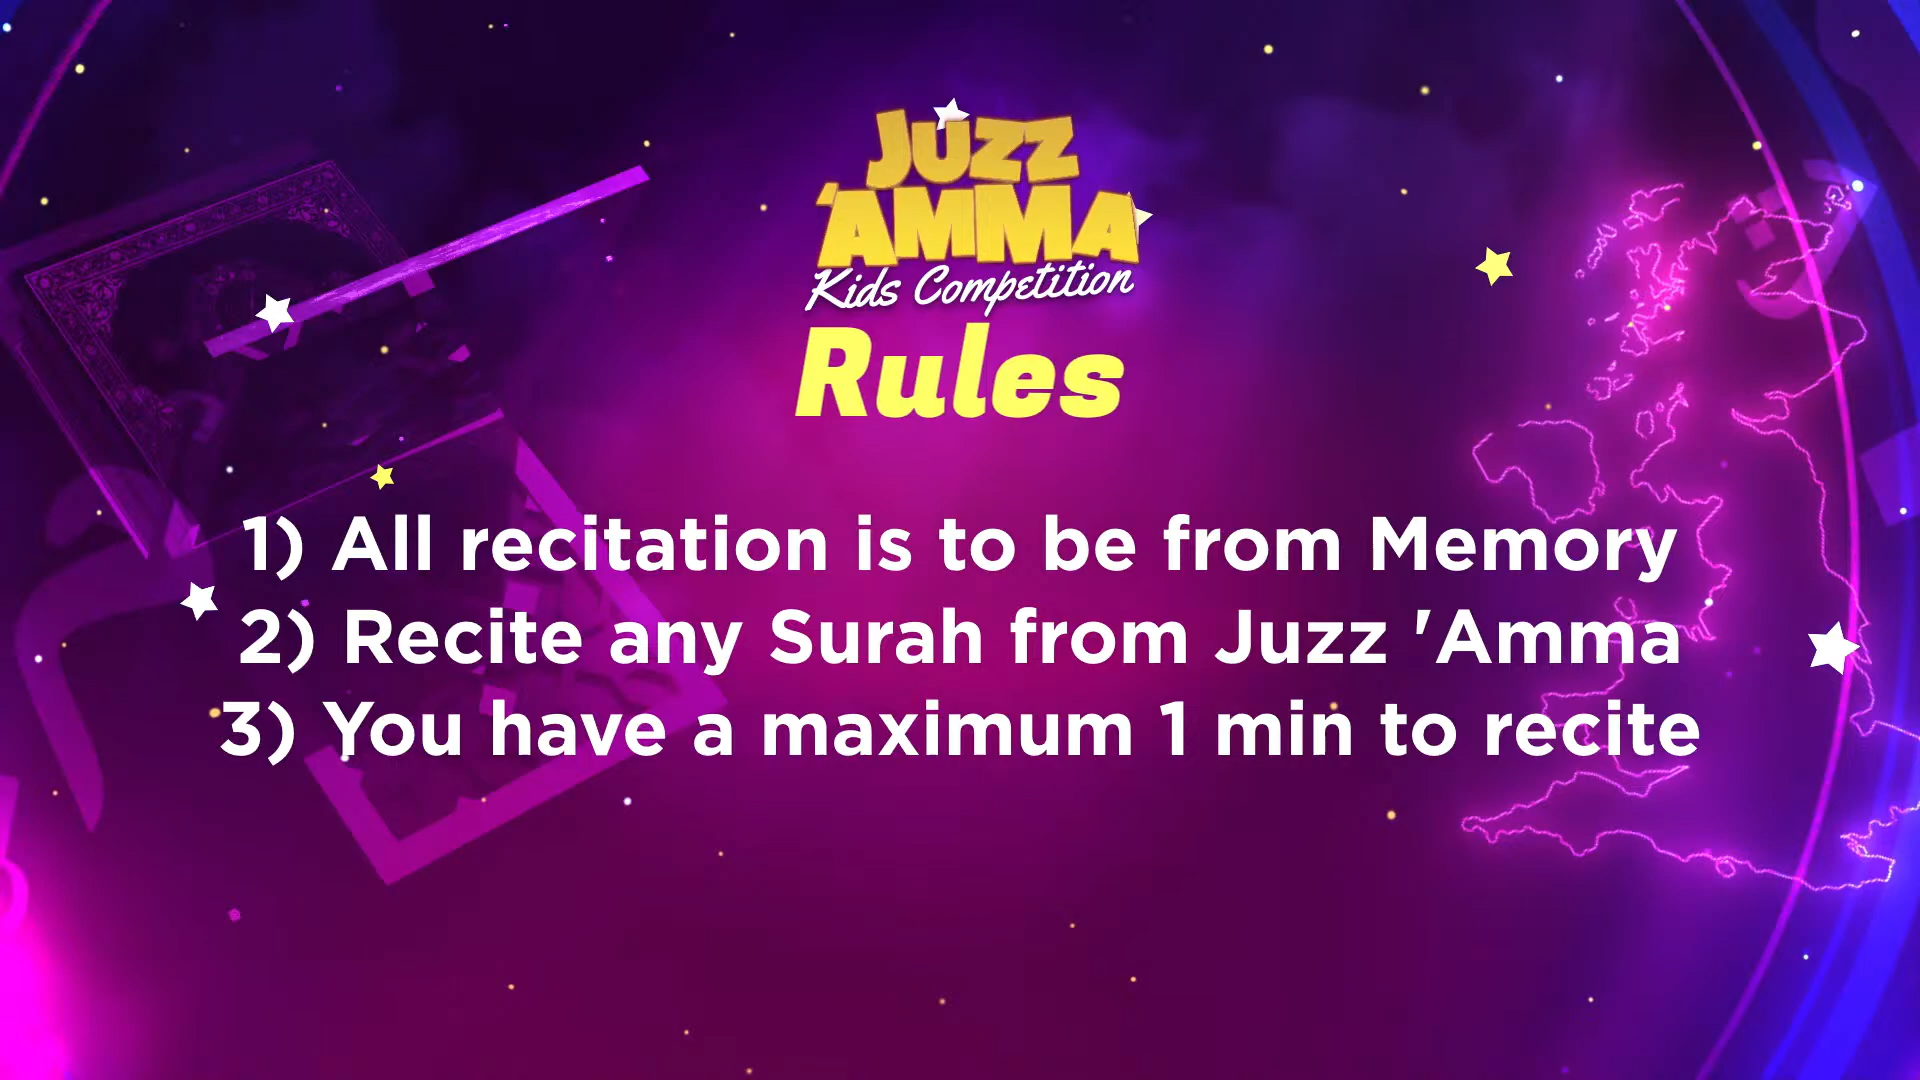 JUZZ
'AMMA
Kids Competition
Rules
1) All recitation is to be from Memory
2) Recite any Surah from Juzz 'Amma
3) You have a maximum 1 min to recite